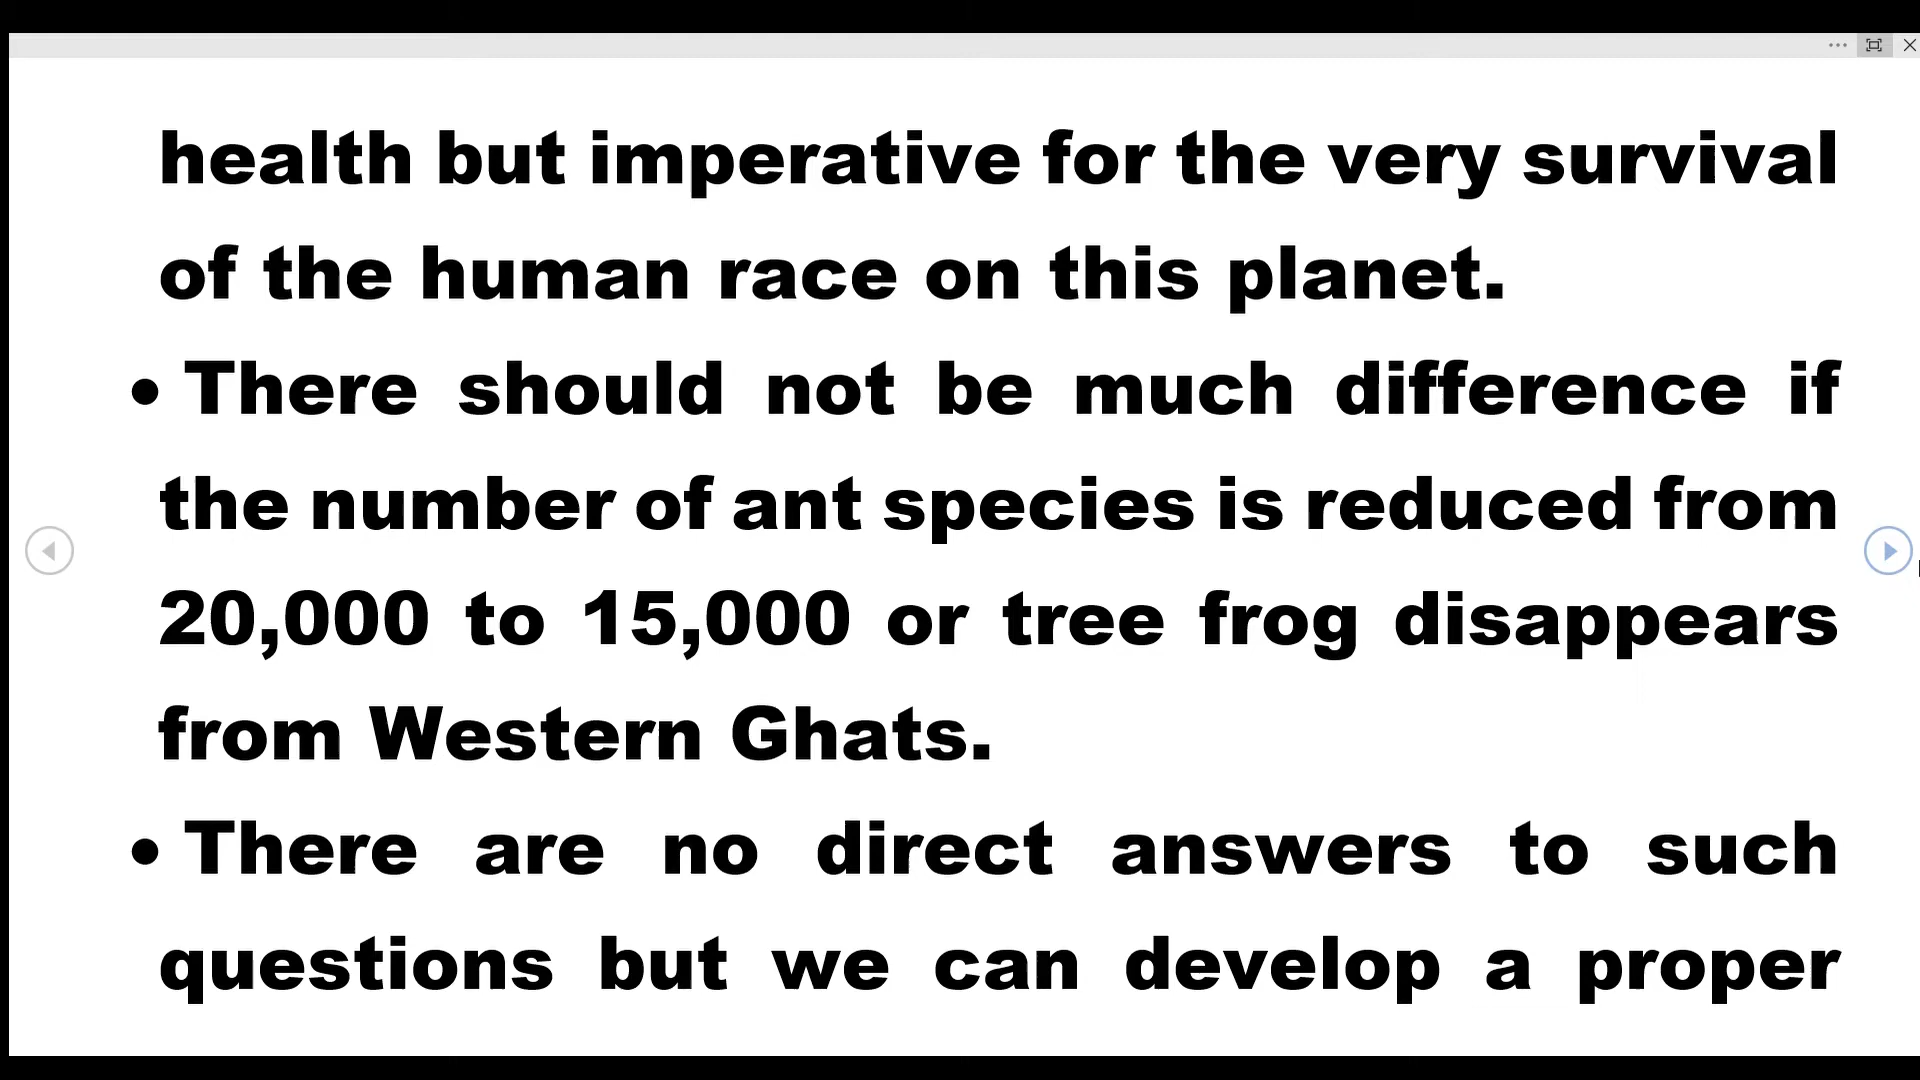 health but imperative for the very survival
of the human race on this planet.
• There should not be much difference if
the number of ant species is reduced from
20,000 to 15,000 or tree frog disappears
from Western Ghats.
• There are no direct answers to such
questions but we can develop a proper